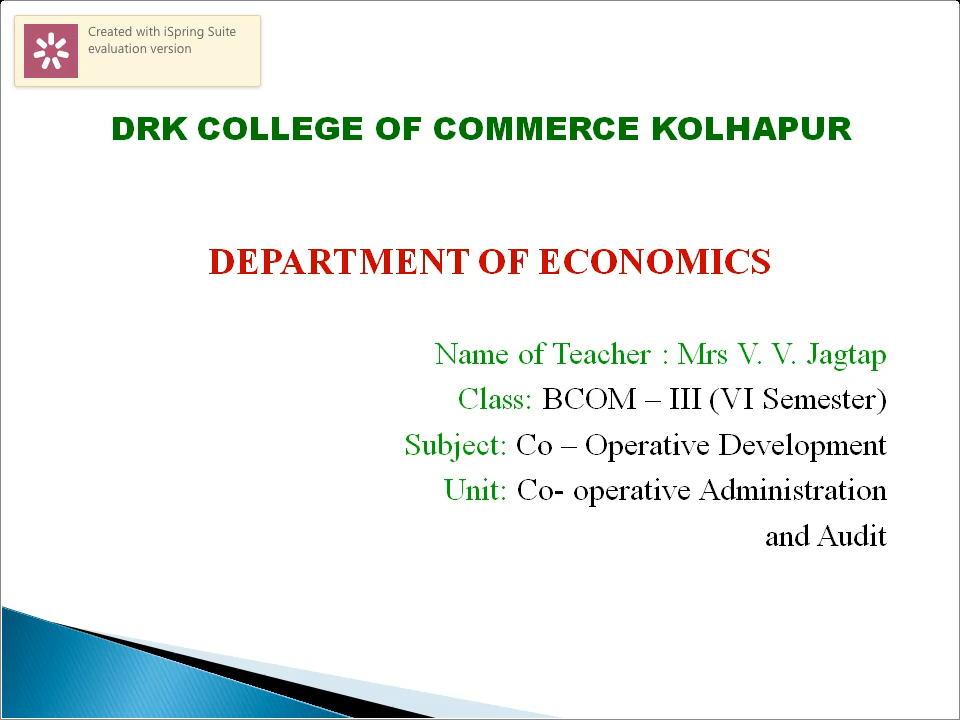 Created with iSpring Suite
evaluation version
DRK COLLEGE OF COMMERCE KOLHAPUR
DEPARTMENT OF ECONOMICS
Name of Teacher : Mrs V. V. Jagtap
Class: BCOM – III (VI Semester)
Subject: Co – Operative Development
Unit: Co- operative Administration
and Audit